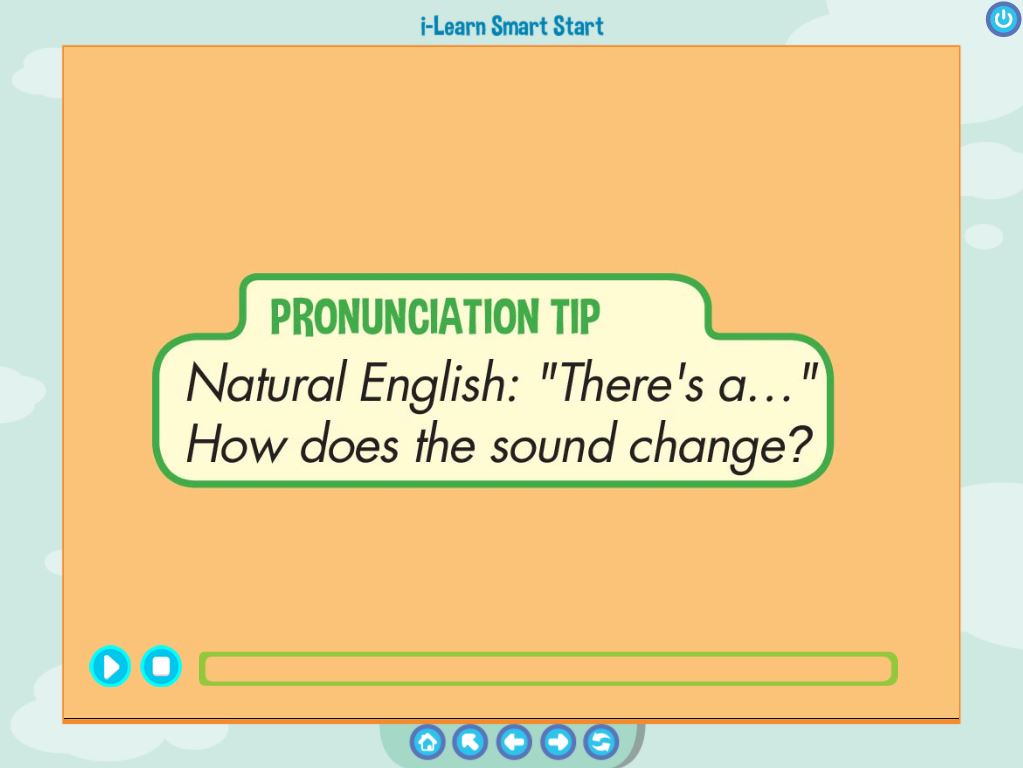 i-Learn Smart Start
PRONUNCIATION TIP
Natural English: "There's a..."
How does the sound change?